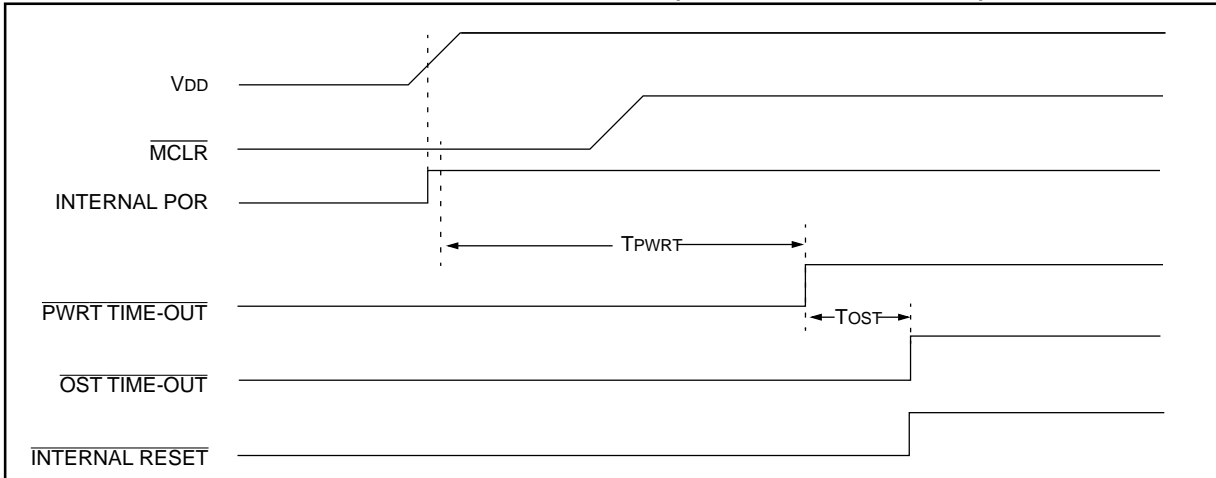 VDD
MCLR
INTERNAL POR
TPWRT
PWRT TIME-OUT
TOST
OST TIME-OUT
INTERNAL RESET